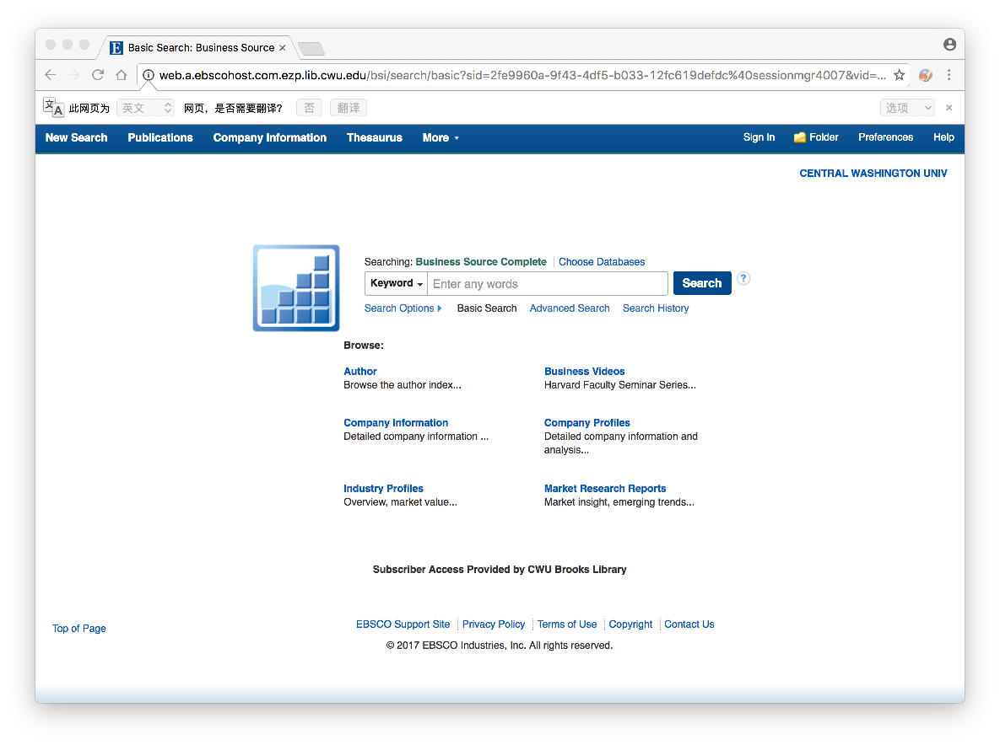 E Basic Search: Business Source
web.a.ebscohost.com.ezp.lib.cwu.edu/bsi/search/basic?sid=2fe9960a-9f43-4df5-b033-12fc619defdc%40sessionmgr4007&vid=...
文 A 此网页为 英文 网页，是否需要翻译？ 否 翻译 选项
New Search Publications Company Information Thesaurus More Sign In Folder Preferences Help
CENTRAL WASHINGTON UNIV
Searching: Business Source Complete Choose Databases
Keyword Enter any words Search ?
Search Options Basic Search Advanced Search Search History
Browse:
Author Business Videos
Browse the author index... Harvard Faculty Seminar Series...
Company Information Company Profiles
Detailed company information ... Detailed company information and
analysis...
Industry Profiles Market Research Reports
Overview, market value... Market insight, emerging trends...
Subscriber Access Provided by CWU Brooks Library
Top of Page EBSCO Support Site Privacy Policy Terms of Use Copyright Contact Us
© 2017 EBSCO Industries, Inc. All rights reserved.